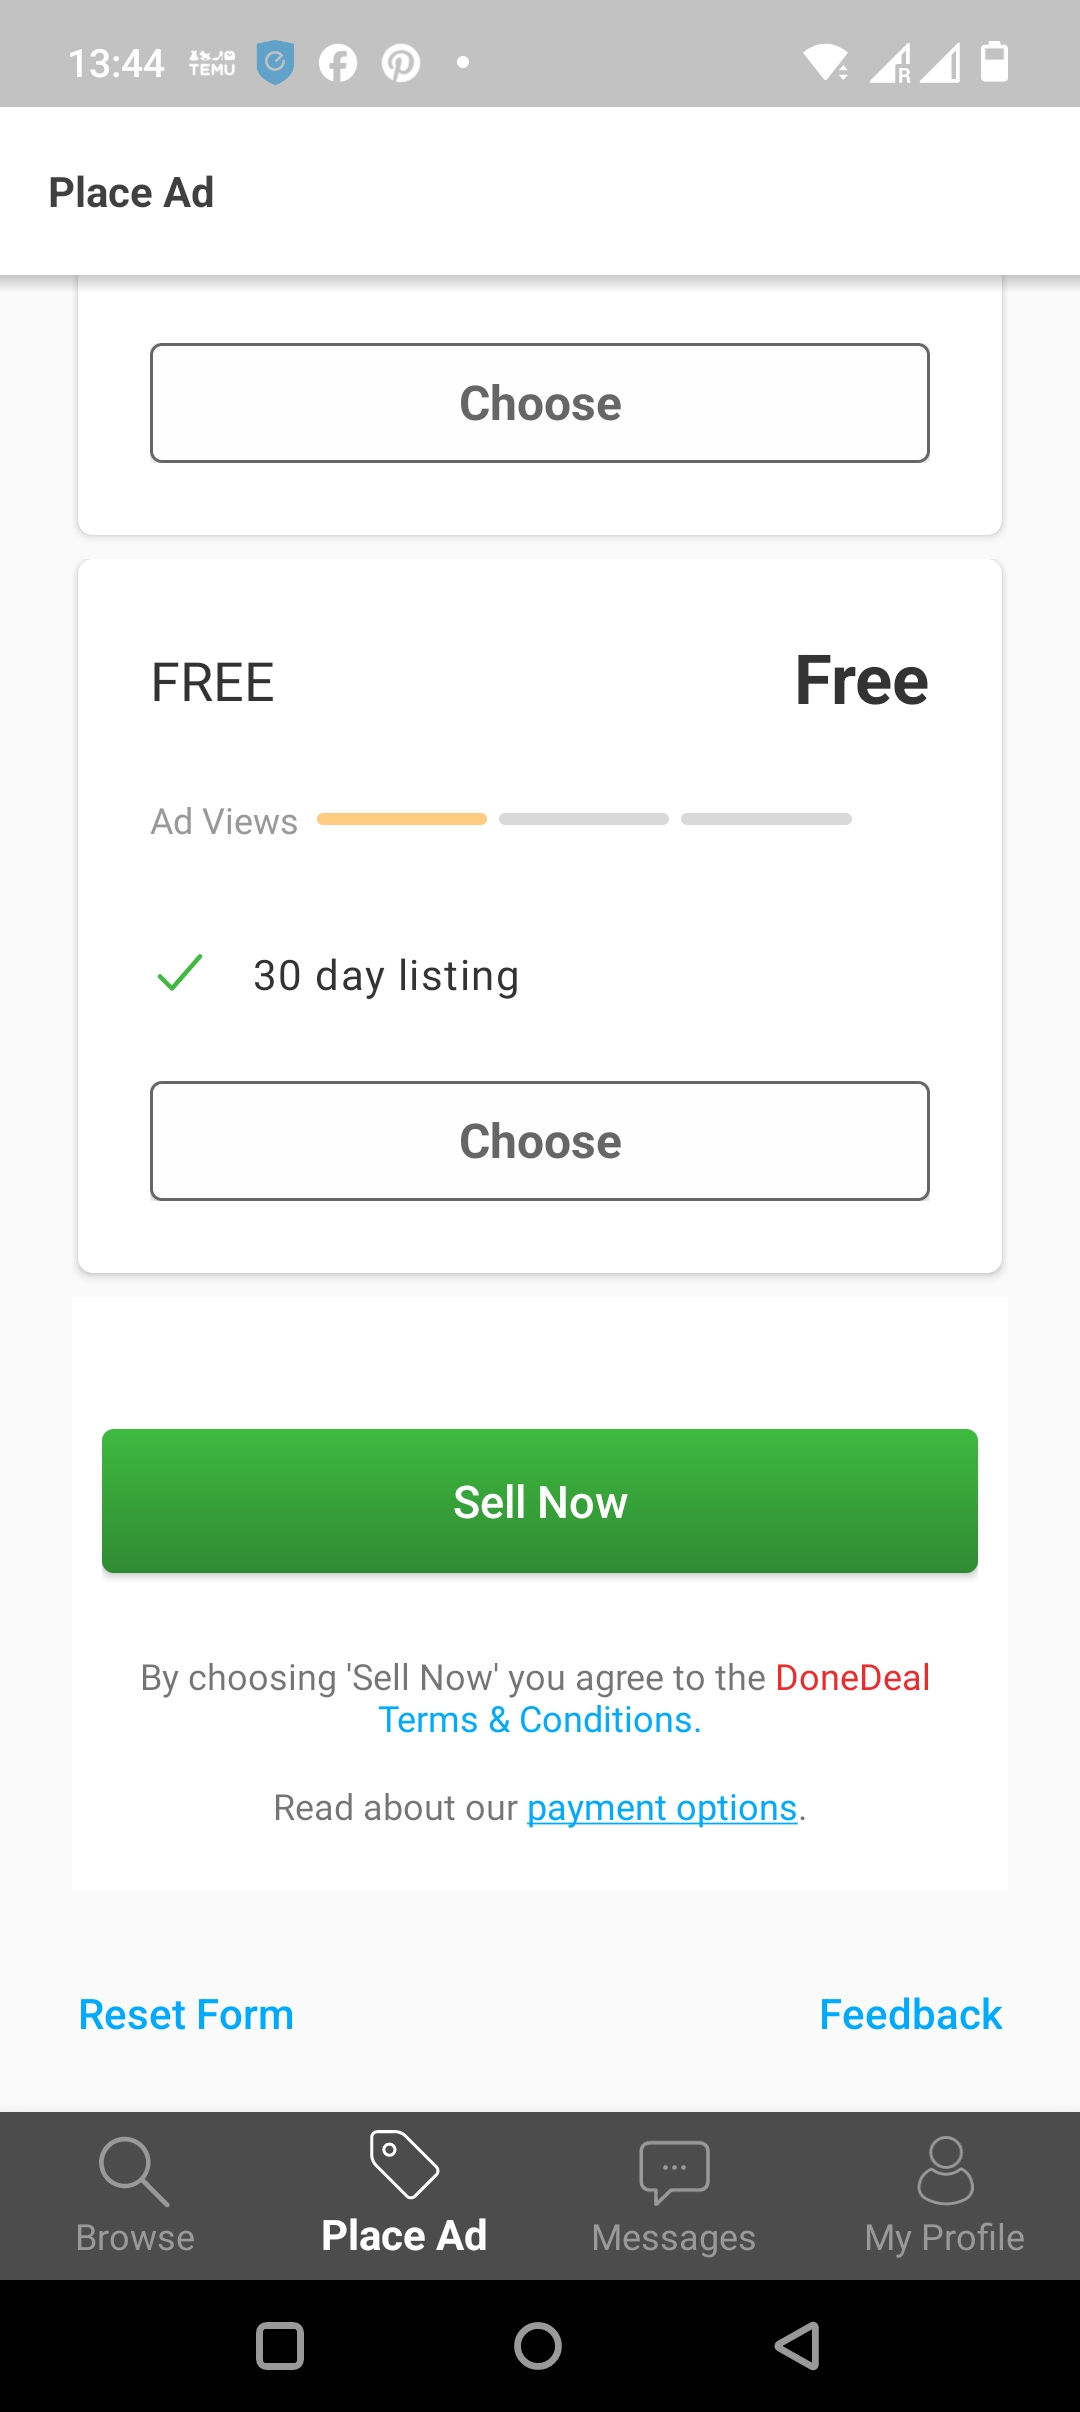 13:44 TEMU R
Place Ad
Choose
FREE Free
Ad Views
30 day listing
Choose
Sell Now
By choosing 'Sell Now' you agree to the DoneDeal
Terms & Conditions.
Read about our payment options.
Reset Form Feedback
Browse Place Ad Messages My Profile